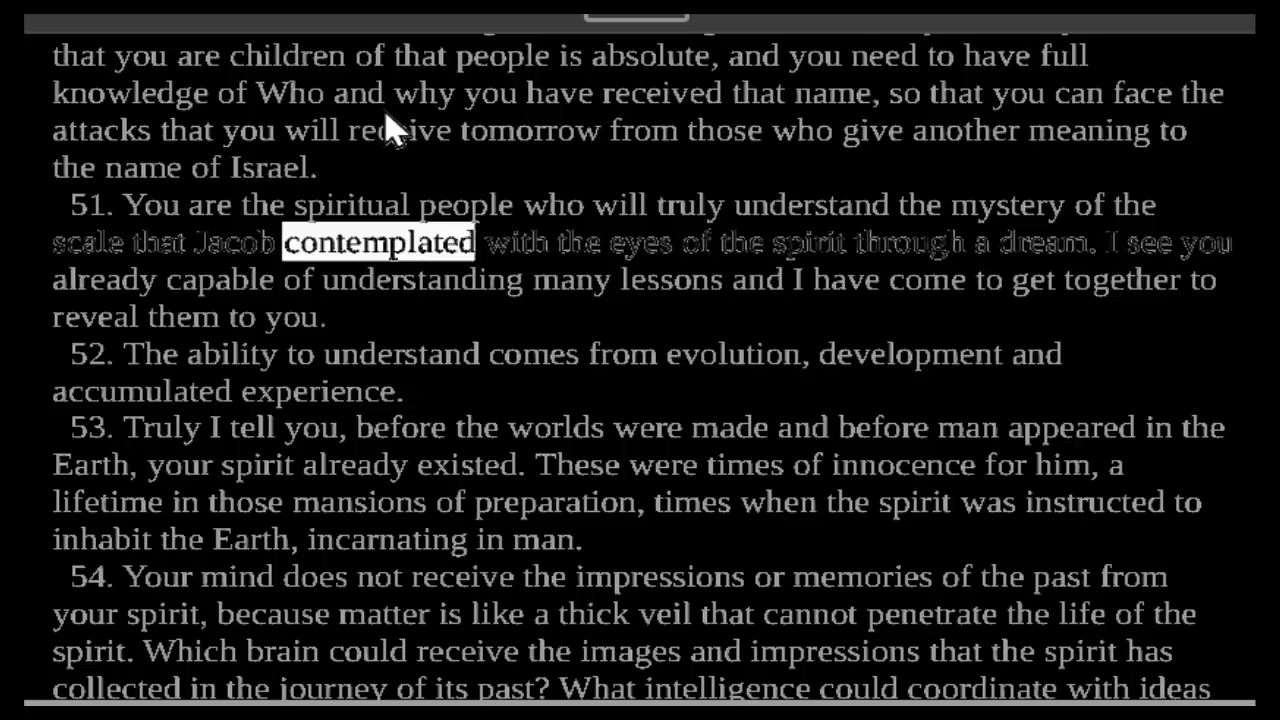 that you are children of that people is absolute, and you need to have full
knowledge of Who and why you have received that name, so that you can face the
attacks that you will receive tomorrow from those who give another meaning to
the name of Israel.
51. You are the spiritual people who will truly understand the mystery of the
scale that Jacob contemplated with the eyes of the spirit through a dream. I see you
already capable of understanding many lessons and I have come to get together to
reveal them to you.
52. The ability to understand comes from evolution, development and
accumulated experience.
53. Truly I tell you, before the worlds were made and before man appeared in the
Earth, your spirit already existed. These were times of innocence for him, a
lifetime in those mansions of preparation, times when the spirit was instructed to
inhabit the Earth, incarnating in man.
54. Your mind does not receive the impressions or memories of the past from
your spirit, because matter is like a thick veil that cannot penetrate the life of the
spirit. Which brain could receive the images and impressions that the spirit has
collected in the journey of its past? What intelligence could coordinate with ideas